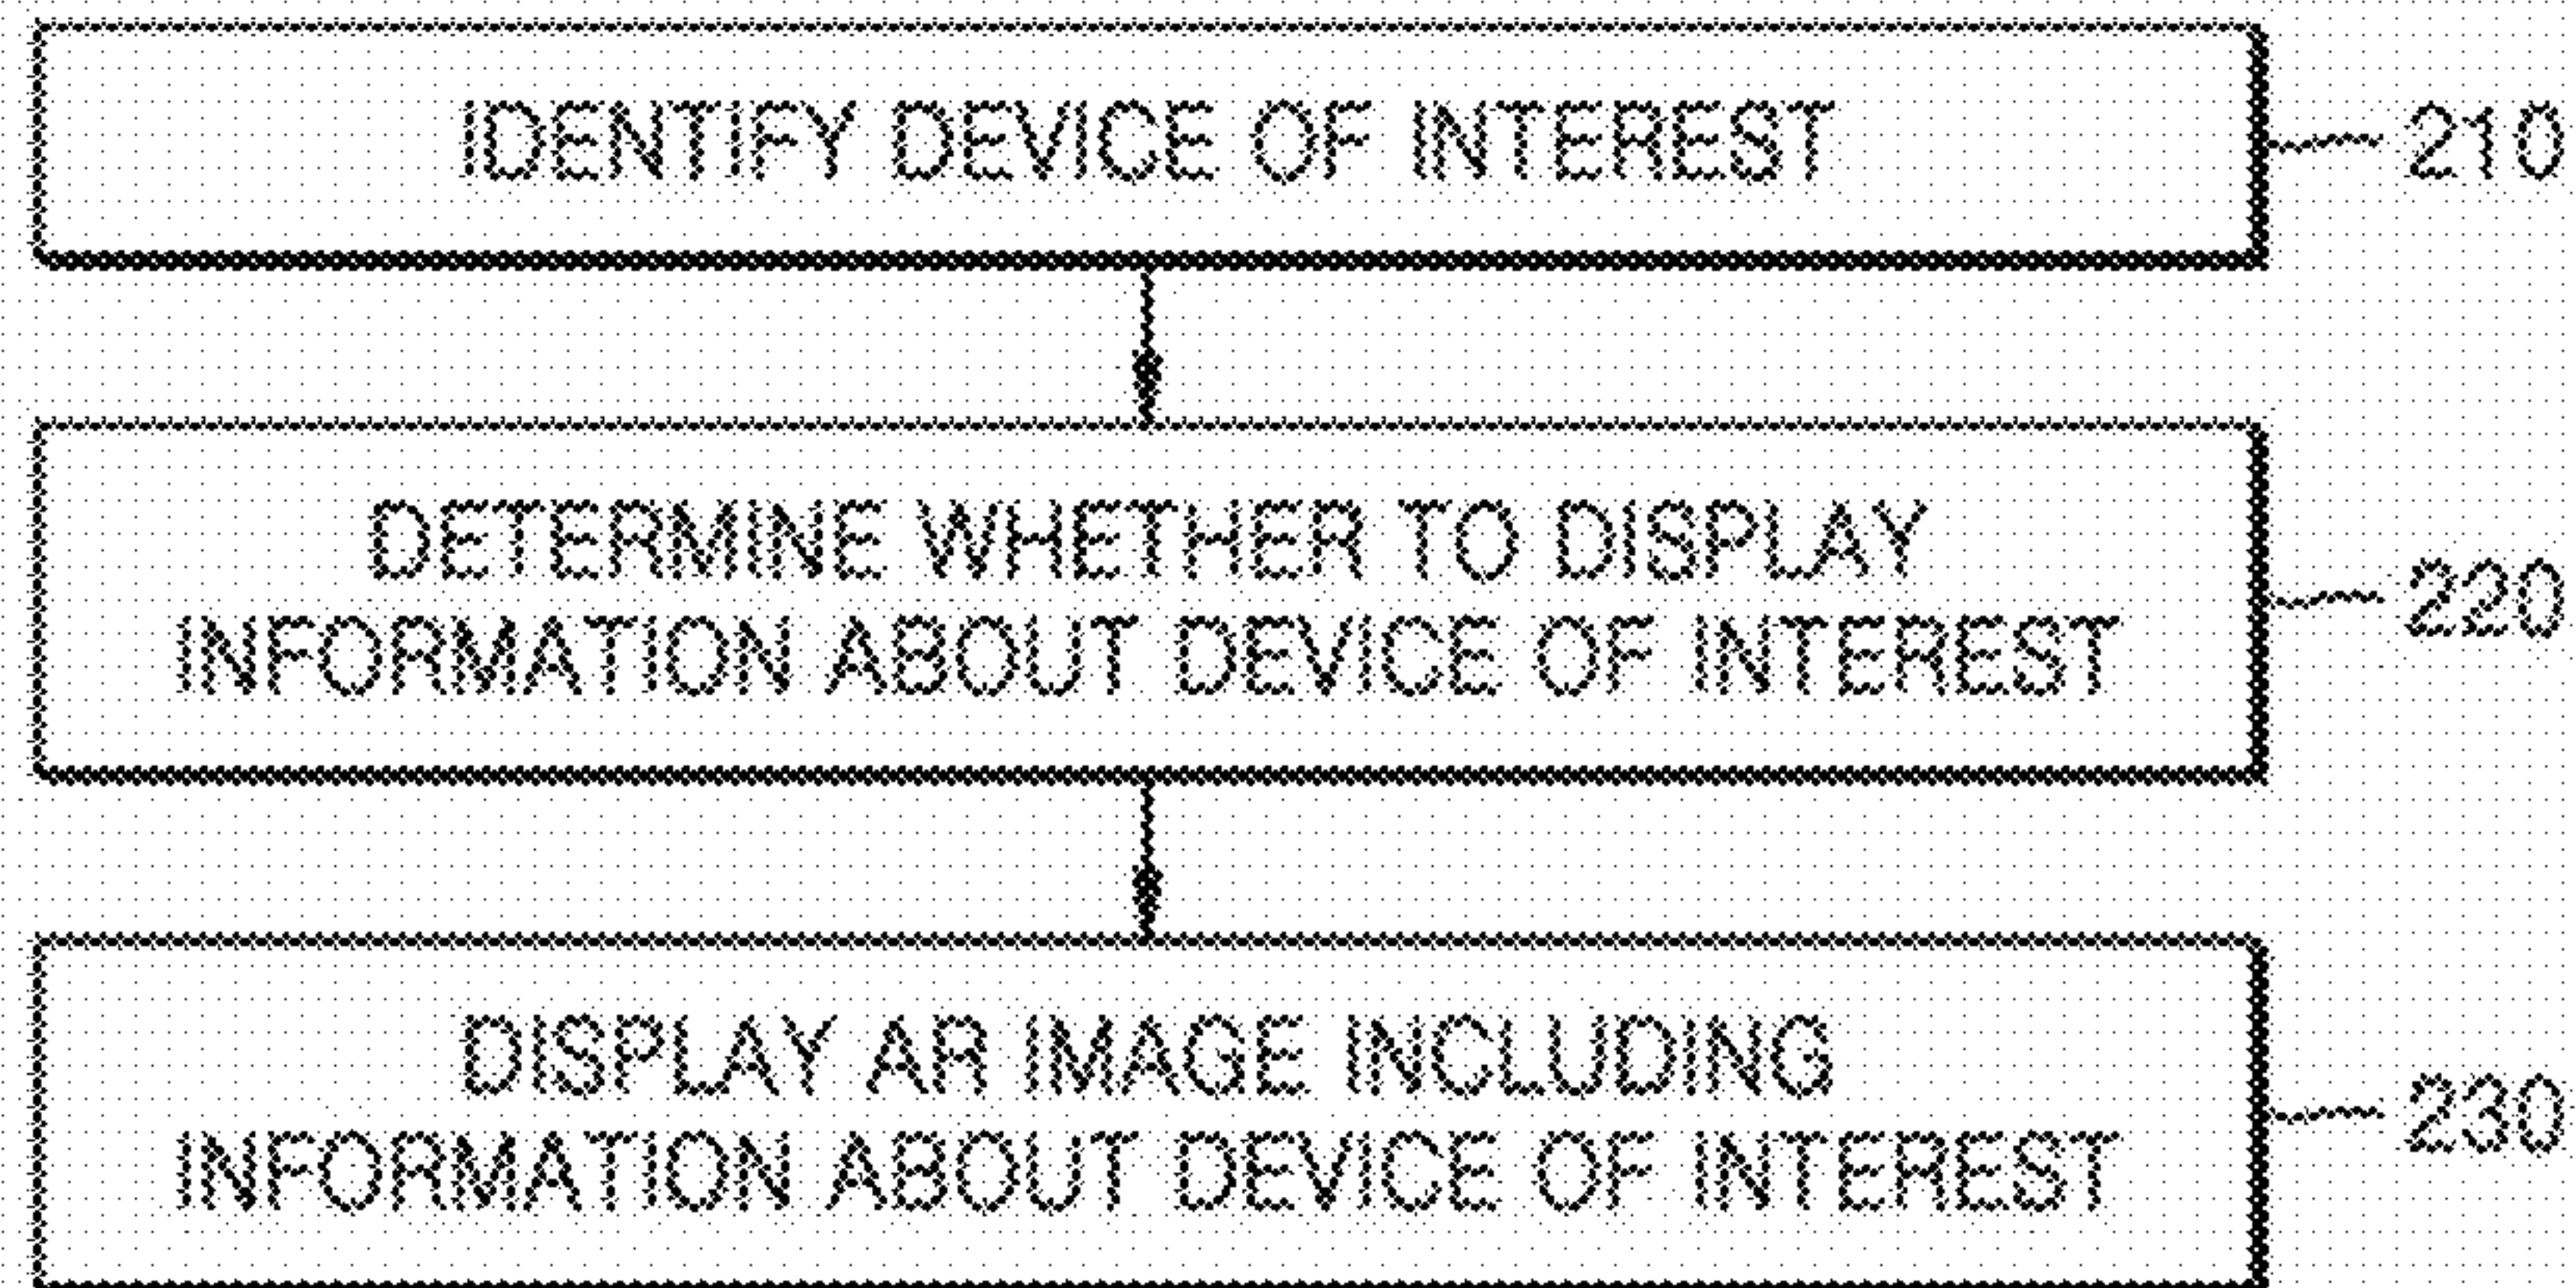 IDENTIFY DEVICE OF INTEREST
210
DETERMINE WHETHER TO DISPLAY
INFORMATION ABOUT DEVICE OF INTEREST
220
DISPLAY AR IMAGE INCLUDING
INFORMATION ABOUT DEVICE OF INTEREST
230